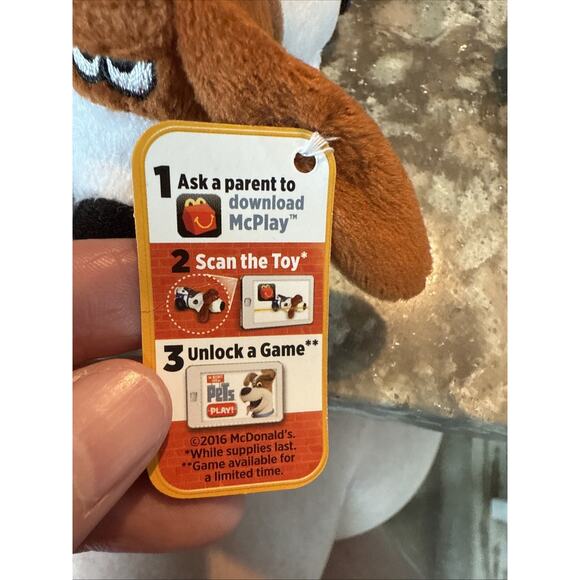 1 Ask a parent to
download
McPlay™
2 Scan the Toy*
3 Unlock a Game**
PETS
PLAY!
©2016 McDonald's.
*While supplies last.
**Game available for
a limited time.